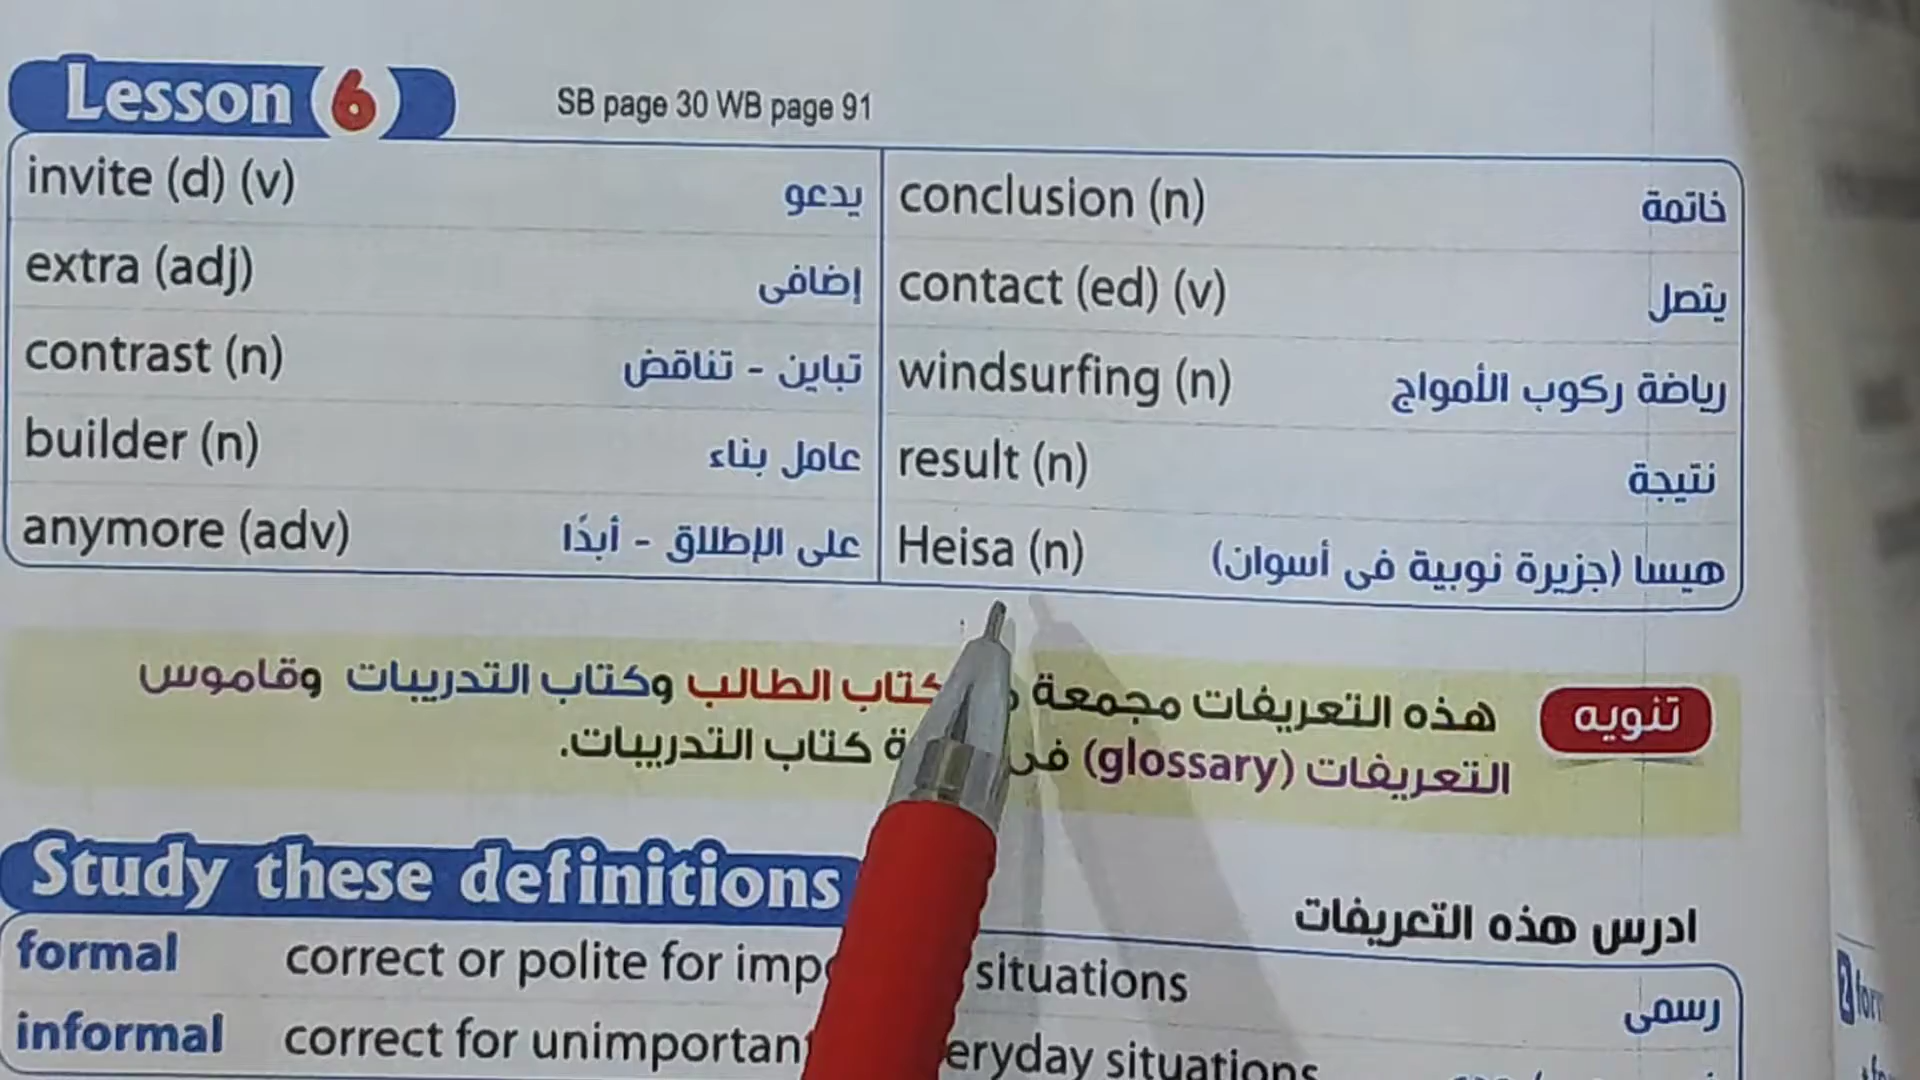 Lesson (6)
SB page 30 WB page 91
invite (d) (v) يدعو
conclusion (n) خاتمة
extra (adj) إضافى
contact (ed) (v) يتصل
contrast (n) تباين - تناقض
windsurfing (n) رياضة ركوب الأمواج
builder (n) عامل بناء
result (n) نتيجة
anymore (adv) على الإطلاق - أبدًا
Heisa (n) هيسا (جزيرة نوبية فى أسوان)
تنويه
هذه التعريفات مجمعة كتاب الطالب وكتاب التدريبات وقاموس
التعريفات (glossary) فى كتاب التدريبات.
Study these definitions
ادرس هذه التعريفات
formal correct or polite for situations رسمى
informal correct for unimportant situations